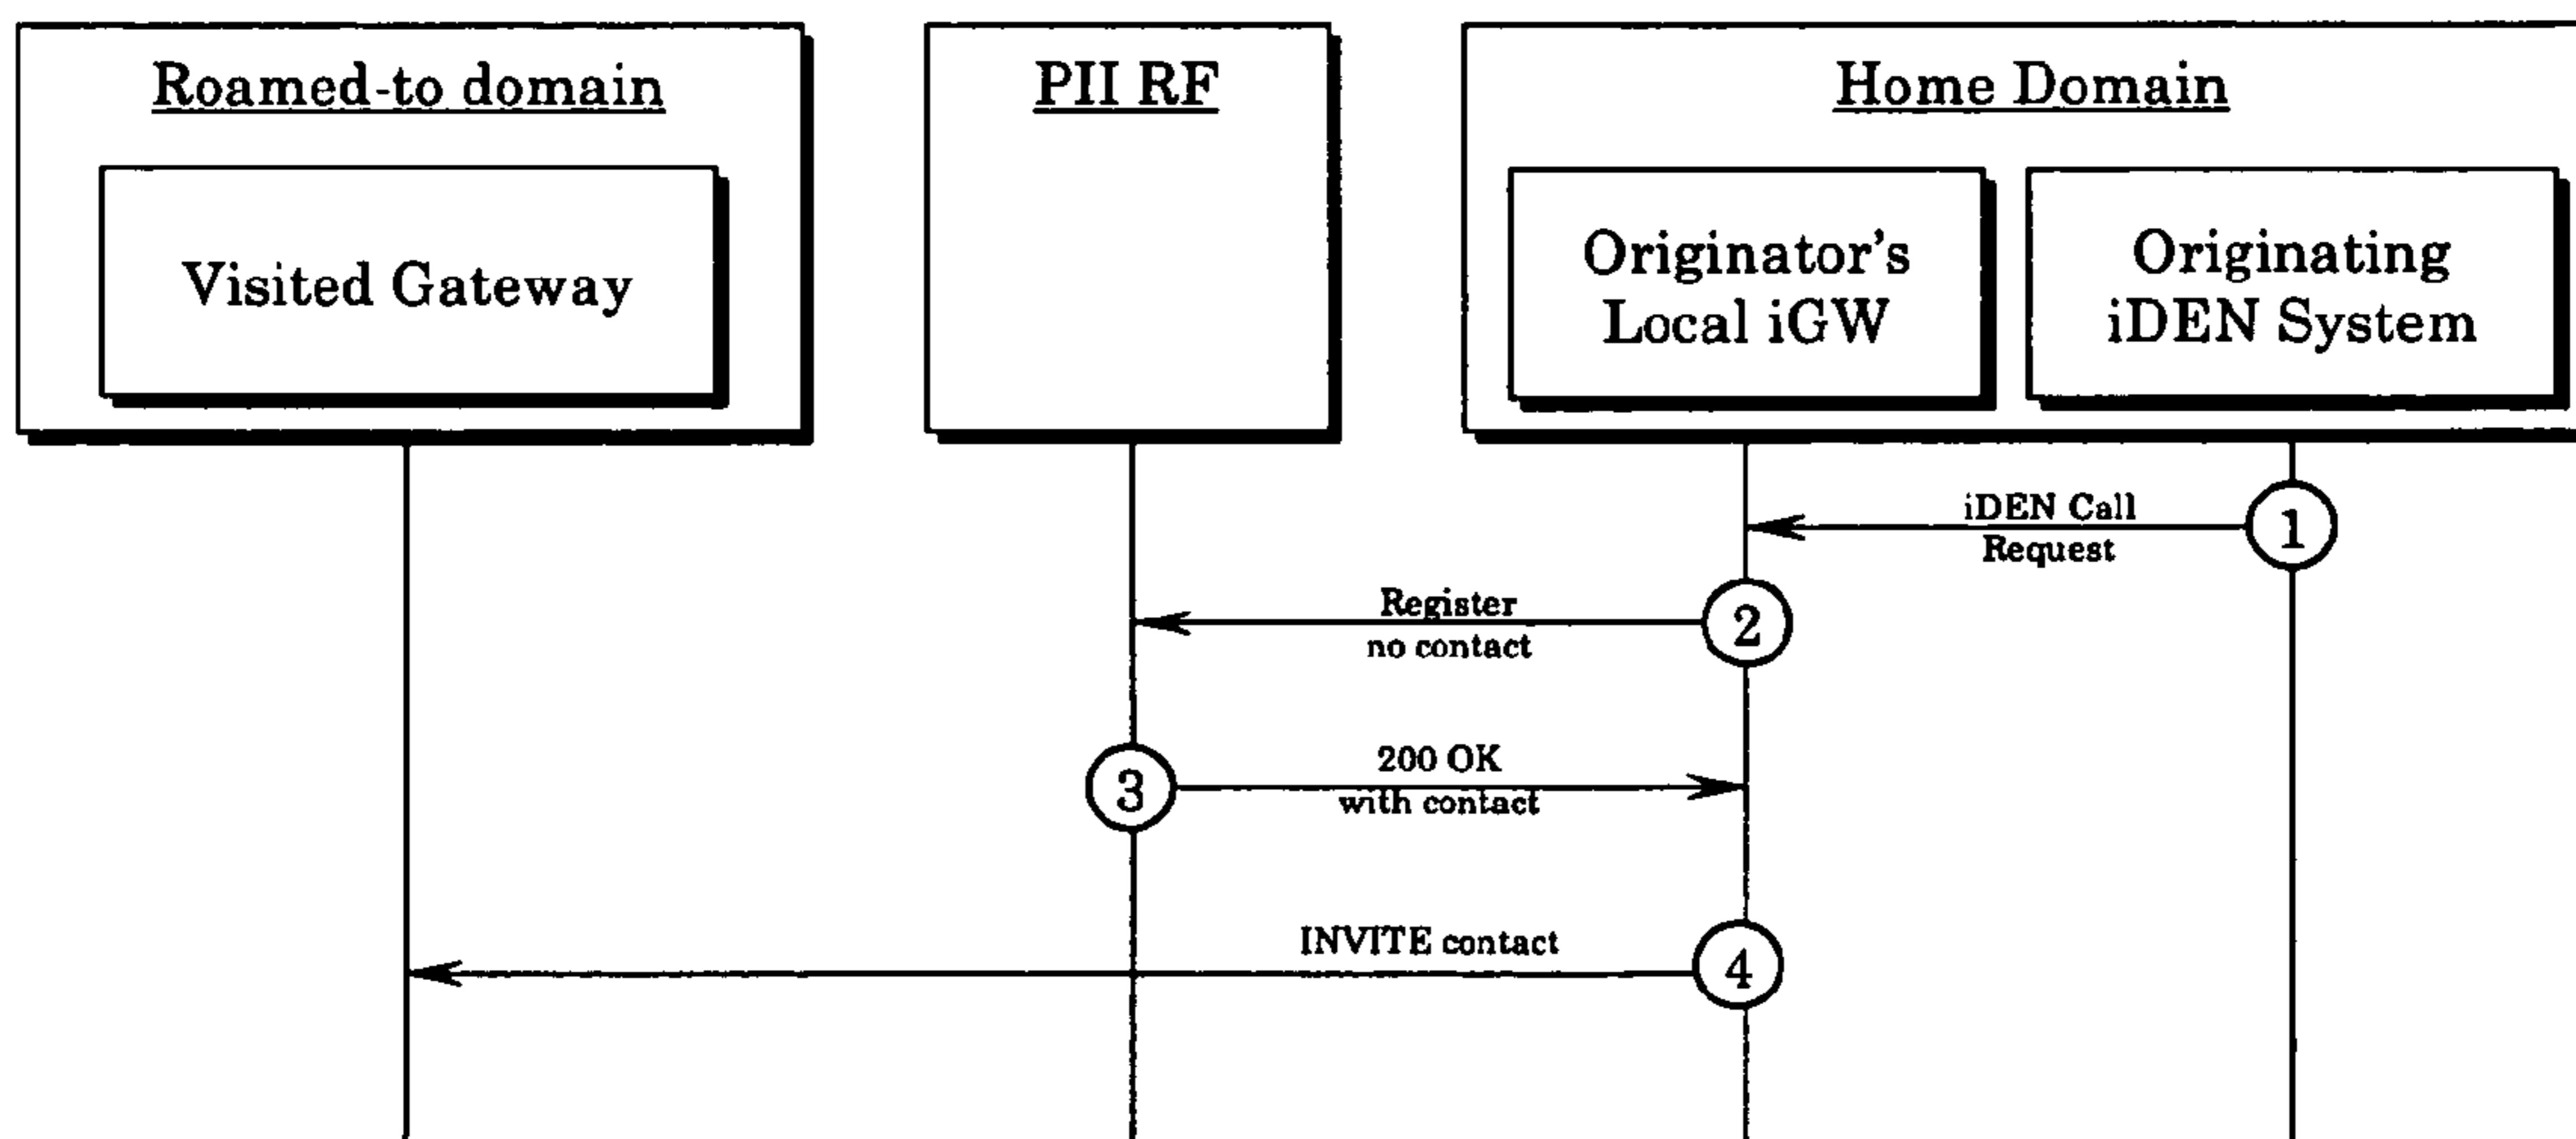 Roamed-to domain
PII RF
Home Domain
Visited Gateway
Originator's
Local iGW
Originating
iDEN System
iDEN Call
Request
1
Register
no contact
2
200 OK
with contact
3
INVITE contact
4